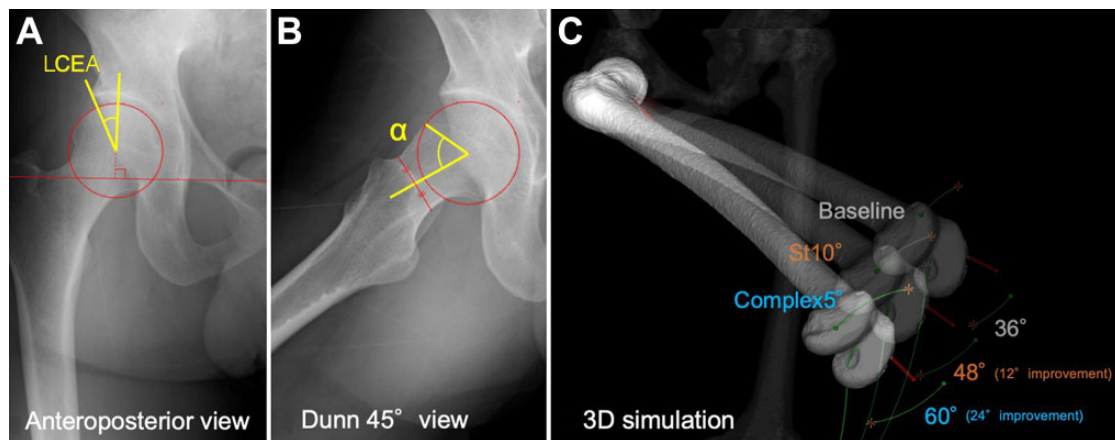 A
LCEA
Anteroposterior view
B
α
Dunn 45° view
C
Baseline
St10°
Complex5°
36°
48° (12° improvement)
60° (24° improvement)
3D simulation